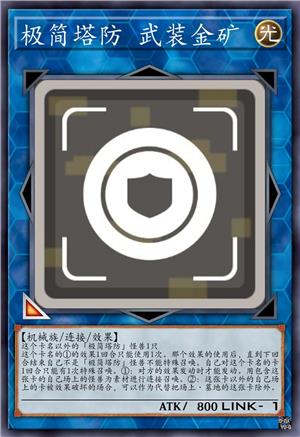 极简塔防 武装金矿
光
【机械族/连接/效果】
这个卡名以外的「极简塔防」怪兽1只
这个卡名的①的效果1回合只能使用1次。那个效果的使用后，直到下回
合结束自己不是「极简塔防」怪兽不能特殊召唤。自己对这个卡名的卡
1回合只能有1次特殊召唤。①：对方的效果发动时才能发动。用包含这
张卡的自己场上的怪兽为素材进行连接召唤。②：这张卡以外的自己场
上的卡被效果破坏的场合，可以作为代替把场上・墓地的这张卡除外。
ATK/ 800 LINK-1